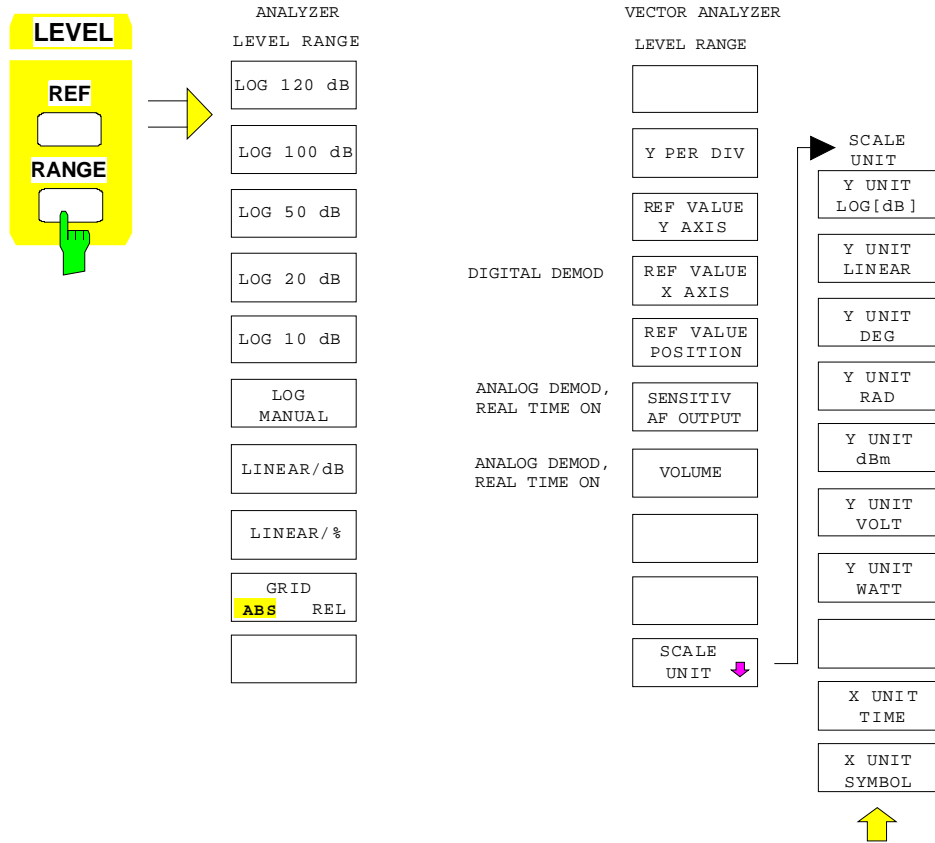 LEVEL
REF
RANGE
ANALYZER
LEVEL RANGE
LOG 120 dB
LOG 100 dB
LOG 50 dB
LOG 20 dB
LOG 10 dB
LOG
MANUAL
LINEAR/dB
LINEAR/%
GRID
ABS REL
VECTOR ANALYZER
LEVEL RANGE
Y PER DIV
REF VALUE
Y AXIS
DIGITAL DEMOD
REF VALUE
X AXIS
REF VALUE
POSITION
ANALOG DEMOD,
REAL TIME ON
SENSITIV
AF OUTPUT
ANALOG DEMOD,
REAL TIME ON
VOLUME
SCALE
UNIT
SCALE
UNIT
Y UNIT
LOG[dB]
Y UNIT
LINEAR
Y UNIT
DEG
Y UNIT
RAD
Y UNIT
dBm
Y UNIT
VOLT
Y UNIT
WATT
X UNIT
TIME
X UNIT
SYMBOL